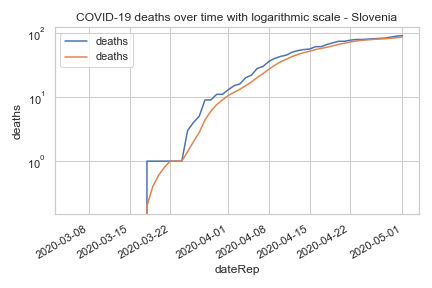 COVID-19 deaths over time with logarithmic scale - Slovenia
deaths
deaths
10²
10¹
10⁰
deaths
2020-03-08
2020-03-15
2020-03-22
2020-04-01
2020-04-08
2020-04-15
2020-04-22
2020-05-01
dateRep